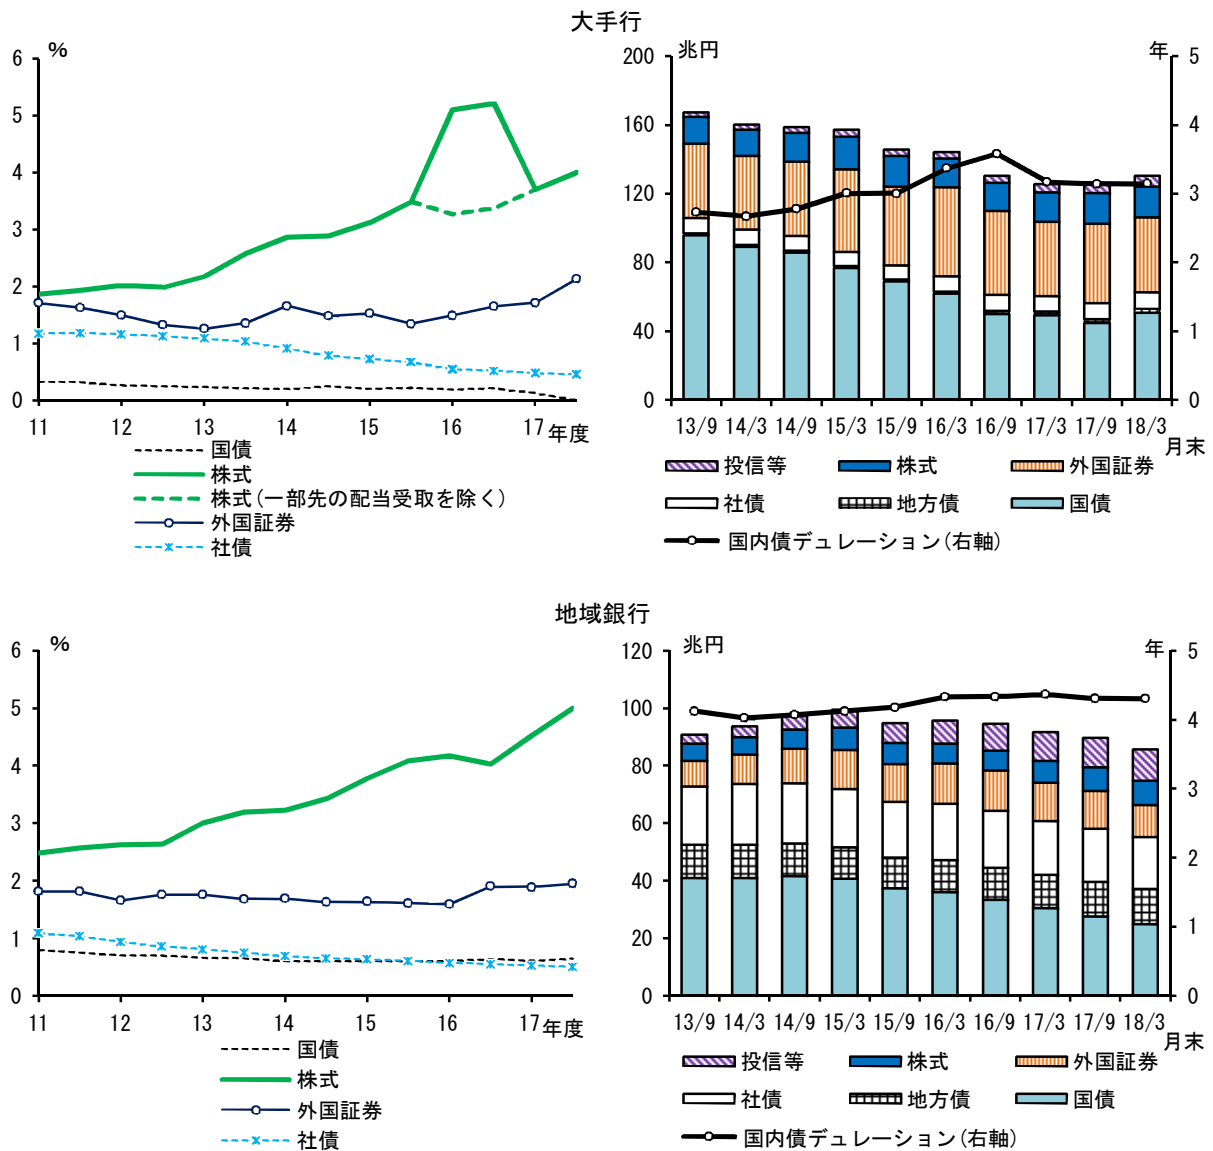 大手行
%
6
5
4
3
2
1
0
11 12 13 14 15 16 17 年度
国債
株式
株式(一部先の配当受取を除く)
外国証券
社債
兆円 年
200
160
120
80
40
0
5
4
3
2
1
0
13/9 14/3 14/9 15/3 15/9 16/3 16/9 17/3 17/9 18/3
月末
投信等 株式 外国証券
社債 地方債 国債
国内債デュレーション(右軸)
地域銀行
%
6
5
4
3
2
1
0
11 12 13 14 15 16 17 年度
国債
株式
外国証券
社債
兆円 年
120
100
80
60
40
20
0
5
4
3
2
1
0
13/9 14/3 14/9 15/3 15/9 16/3 16/9 17/3 17/9 18/3
月末
投信等 株式 外国証券
社債 地方債 国債
国内債デュレーション(右軸)